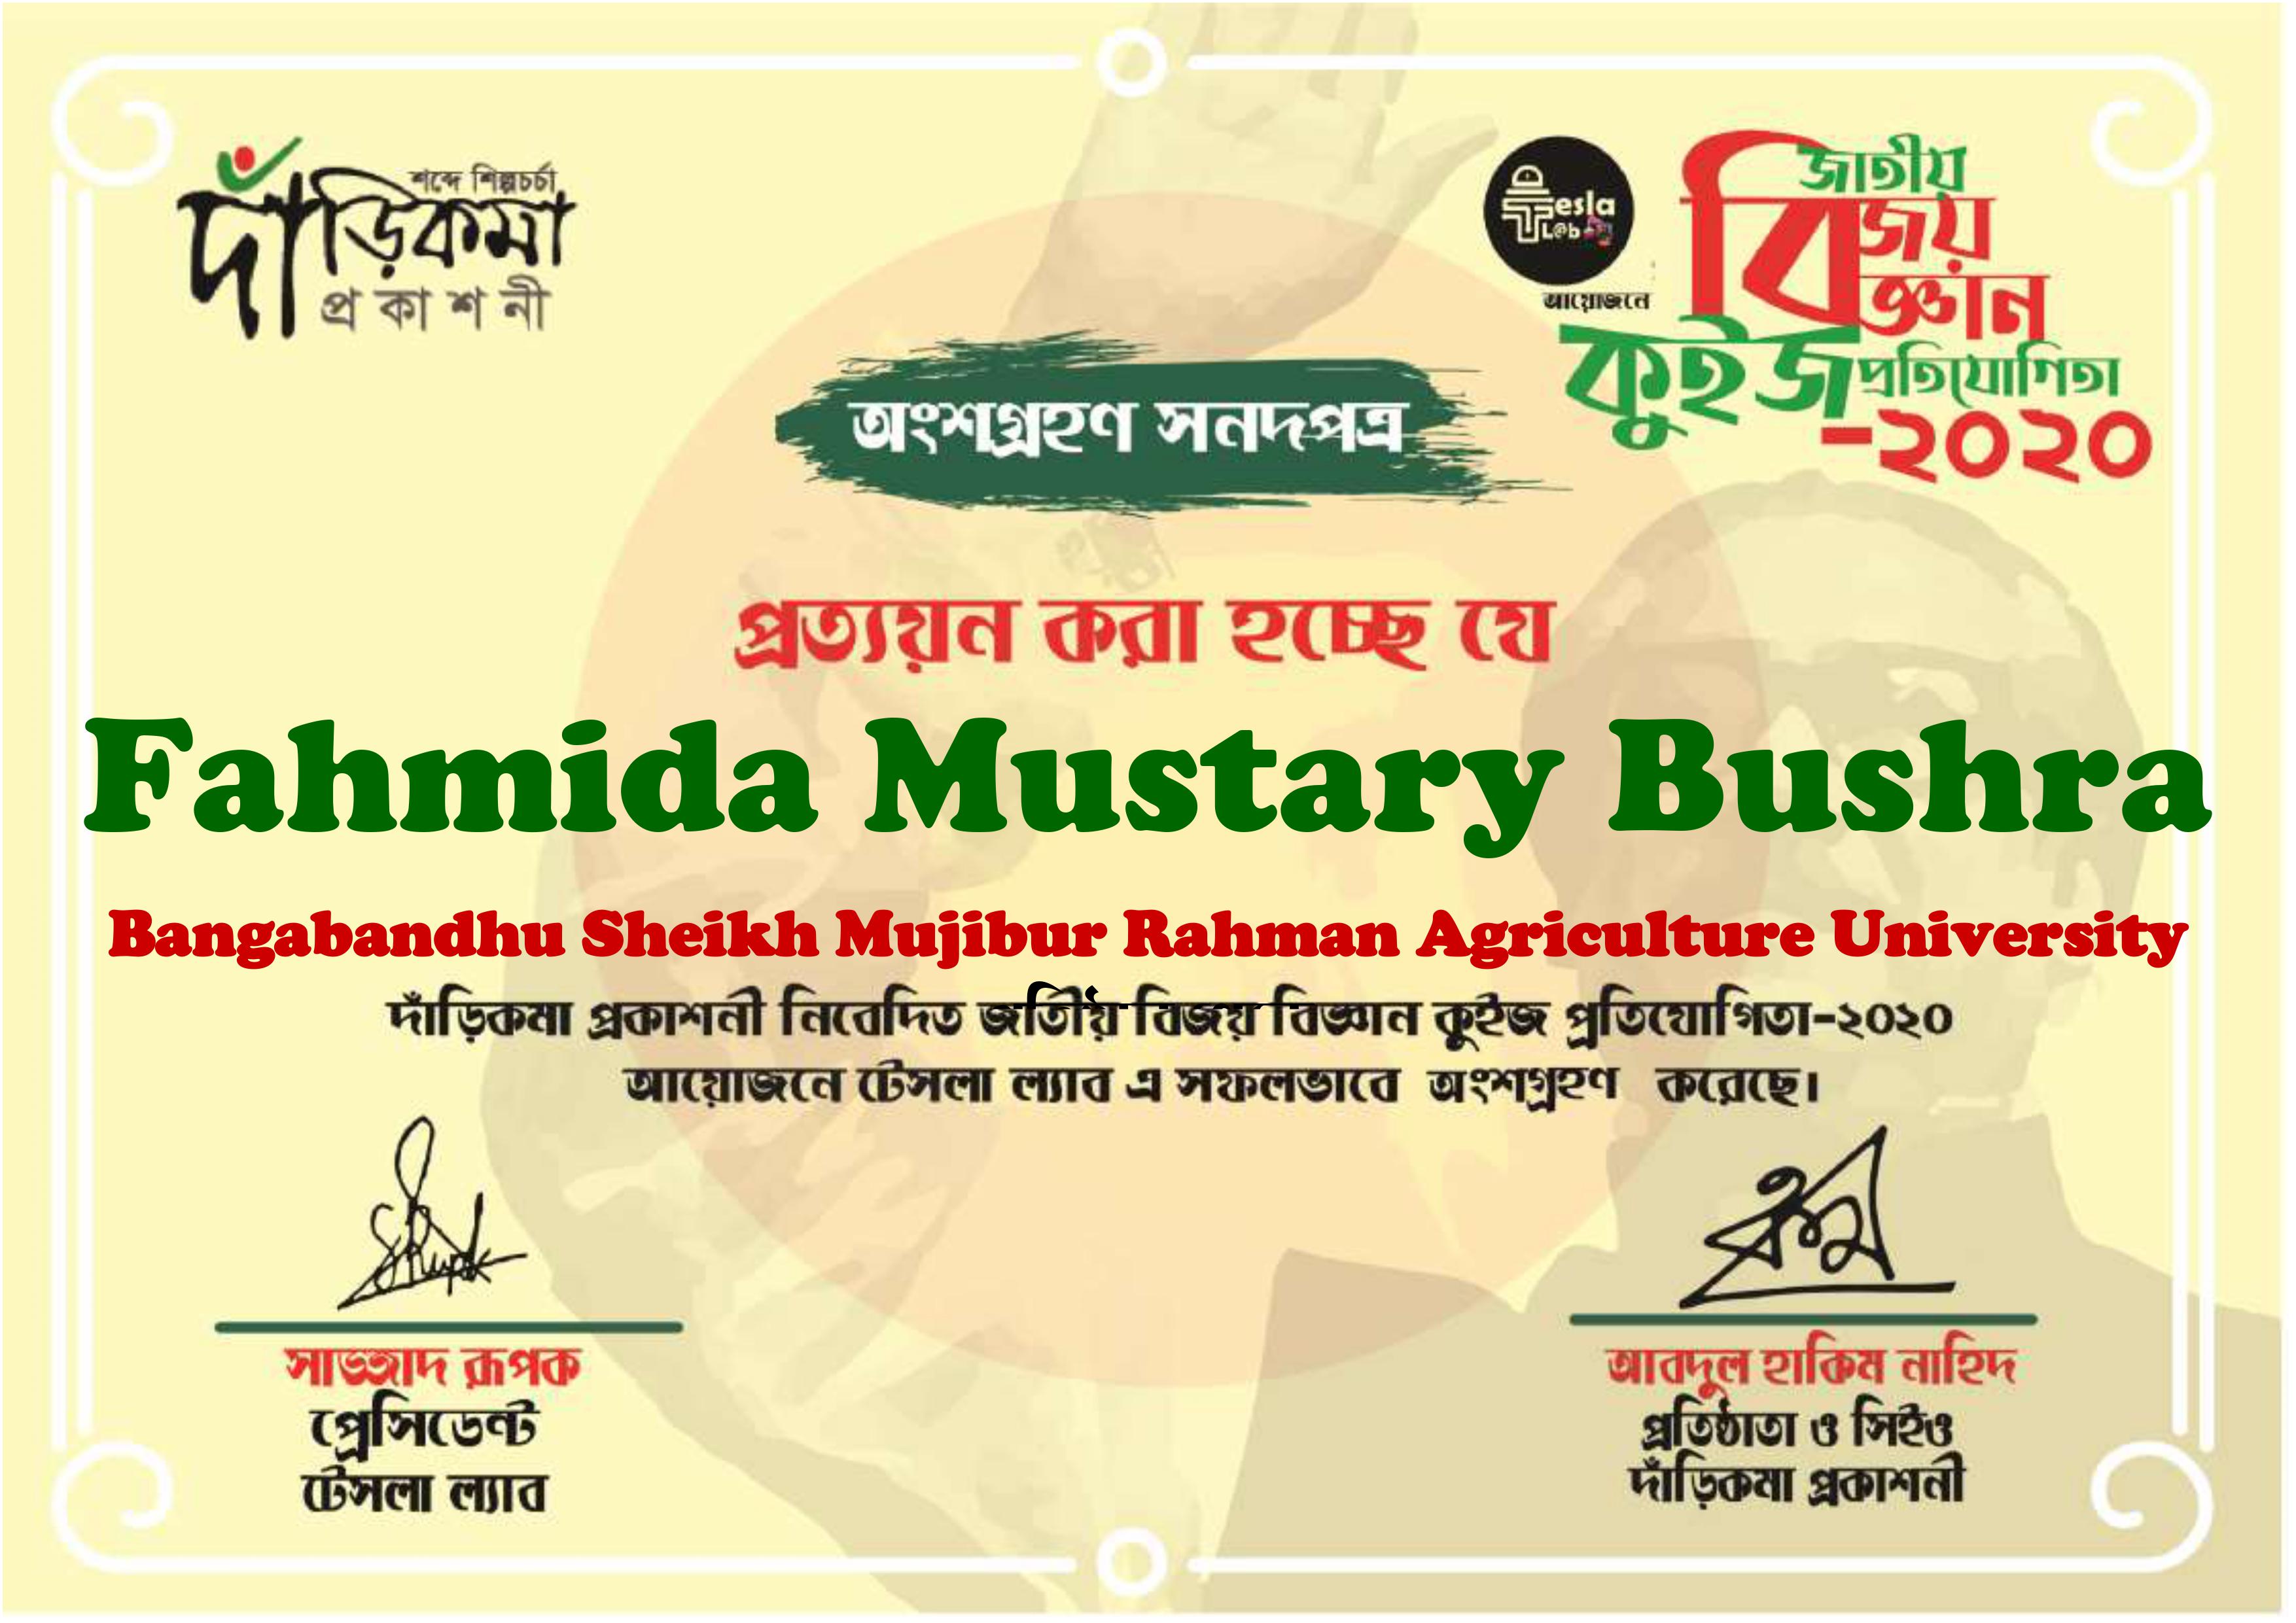 শব্দে শিল্পচর্চা
দাঁড়িকমা
প্রকাশনী
Tesla
L@b
আয়োজনে
জাতীয়
বিজয়
বিজ্ঞান
কুইজ প্রতিযোগিতা
-২০২০
অংশগ্রহণ সনদপত্র
প্রত্যয়ন করা হচ্ছে যে
Fahmida Mustary Bushra
Bangabandhu Sheikh Mujibur Rahman Agriculture University
দাঁড়িকমা প্রকাশনী নিবেদিত জাতীয় বিজয় বিজ্ঞান কুইজ প্রতিযোগিতা-২০২০
আয়োজনে টেসলা ল্যাব এ সফলভাবে অংশগ্রহণ করেছে।
সাজ্জাদ রূপক
প্রেসিডেন্ট
টেসলা ল্যাব
আবদুল হাকিম নাহিদ
প্রতিষ্ঠাতা ও সিইও
দাঁড়িকমা প্রকাশনী